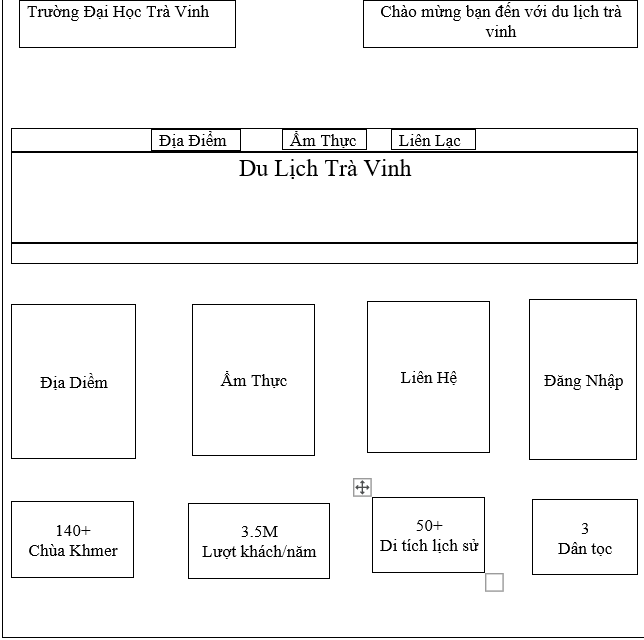 Trường Đại Học Trà Vinh
Chào mừng bạn đến với du lịch trà
vinh
Địa Điểm
Ẩm Thực
Liên Lạc
Du Lịch Trà Vinh
Địa Diềm
Ẩm Thực
Liên Hệ
Đăng Nhập
140+
Chùa Khmer
3.5M
Lượt khách/năm
50+
Di tích lịch sử
3
Dân tọc